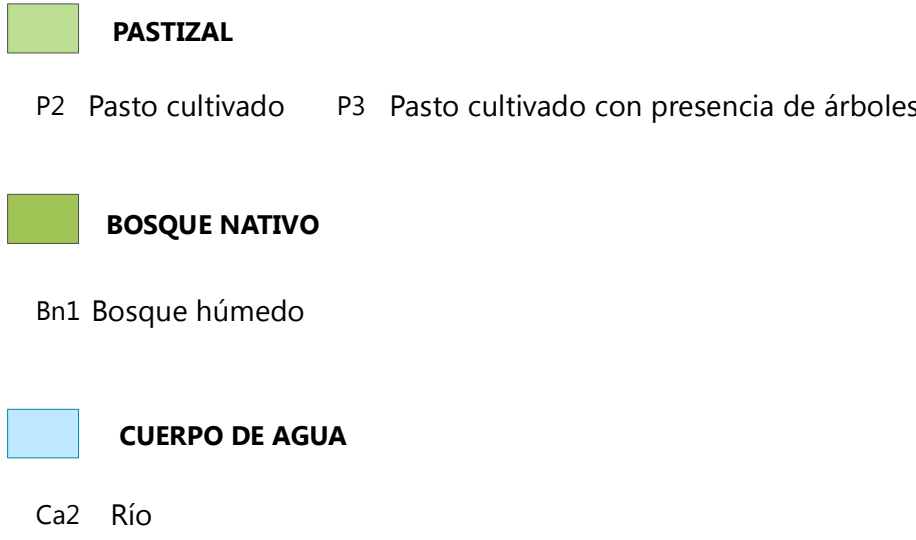 PASTIZAL
P2 Pasto cultivado P3 Pasto cultivado con presencia de árboles
BOSQUE NATIVO
Bn1 Bosque húmedo
CUERPO DE AGUA
Ca2 Río